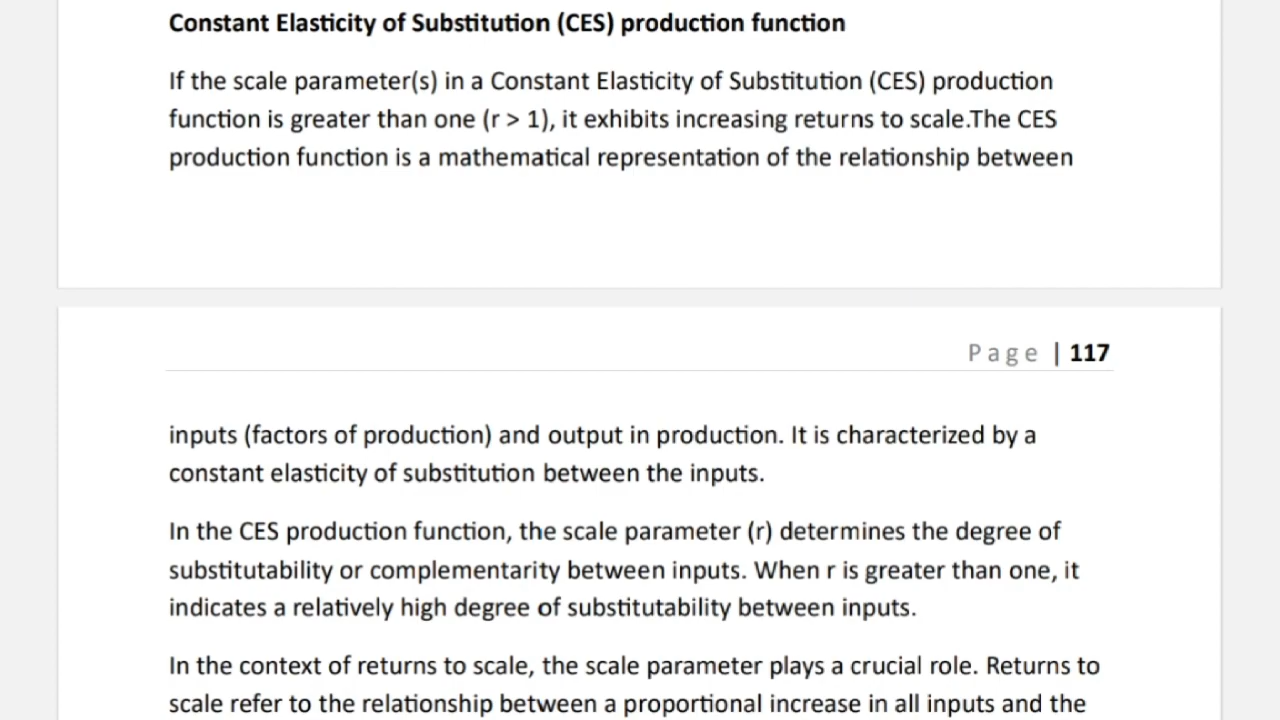 Constant Elasticity of Substitution (CES) production function
If the scale parameter(s) in a Constant Elasticity of Substitution (CES) production
function is greater than one (r > 1), it exhibits increasing returns to scale.The CES
production function is a mathematical representation of the relationship between
Page | 117
inputs (factors of production) and output in production. It is characterized by a
constant elasticity of substitution between the inputs.
In the CES production function, the scale parameter (r) determines the degree of
substitutability or complementarity between inputs. When r is greater than one, it
indicates a relatively high degree of substitutability between inputs.
In the context of returns to scale, the scale parameter plays a crucial role. Returns to
scale refer to the relationship between a proportional increase in all inputs and the